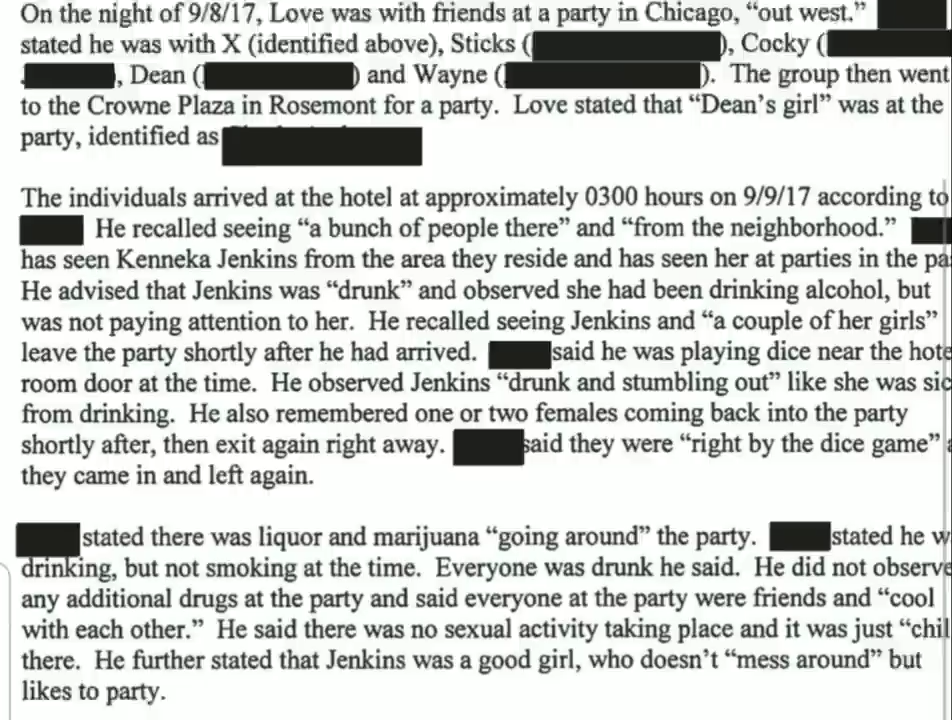 On the night of 9/8/17, Love was with friends at a party in Chicago, “out west.”
stated he was with X (identified above), Sticks ( ), Cocky (
, Dean ( ) and Wayne ( ). The group then went
to the Crowne Plaza in Rosemont for a party. Love stated that “Dean’s girl” was at the
party, identified as
The individuals arrived at the hotel at approximately 0300 hours on 9/9/17 according to
He recalled seeing “a bunch of people there” and “from the neighborhood.”
has seen Kenneka Jenkins from the area they reside and has seen her at parties in the pa
He advised that Jenkins was “drunk” and observed she had been drinking alcohol, but
was not paying attention to her. He recalled seeing Jenkins and “a couple of her girls”
leave the party shortly after he had arrived. said he was playing dice near the hote
room door at the time. He observed Jenkins “drunk and stumbling out” like she was sic
from drinking. He also remembered one or two females coming back into the party
shortly after, then exit again right away. said they were “right by the dice game”
they came in and left again.
stated there was liquor and marijuana “going around” the party. stated he w
drinking, but not smoking at the time. Everyone was drunk he said. He did not observe
any additional drugs at the party and said everyone at the party were friends and “cool
with each other.” He said there was no sexual activity taking place and it was just “chil
there. He further stated that Jenkins was a good girl, who doesn’t “mess around” but
likes to party.